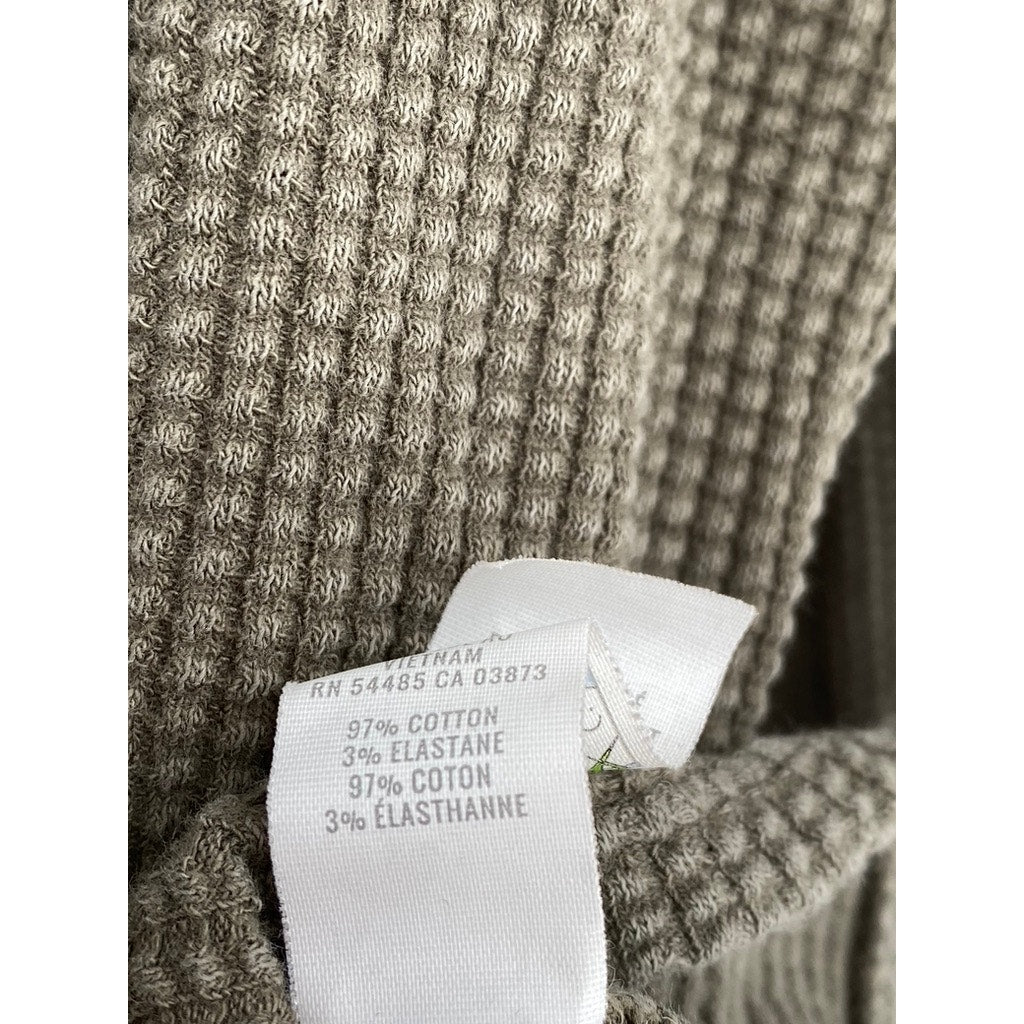 VIETNAM
RN 54485 CA 03873
97% COTTON
3% ELASTANE
97% COTON
3% ÉLASTHANNE